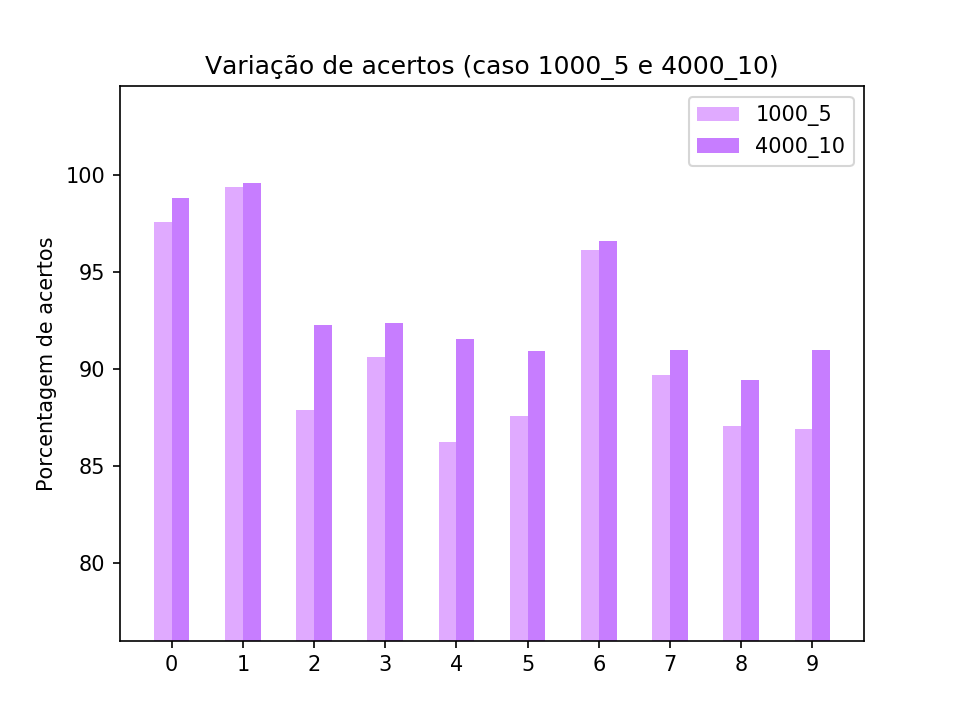 Variação de acertos (caso 1000_5 e 4000_10)
1000_5
4000_10
Porcentagem de acertos
100
95
90
85
80
0 1 2 3 4 5 6 7 8 9